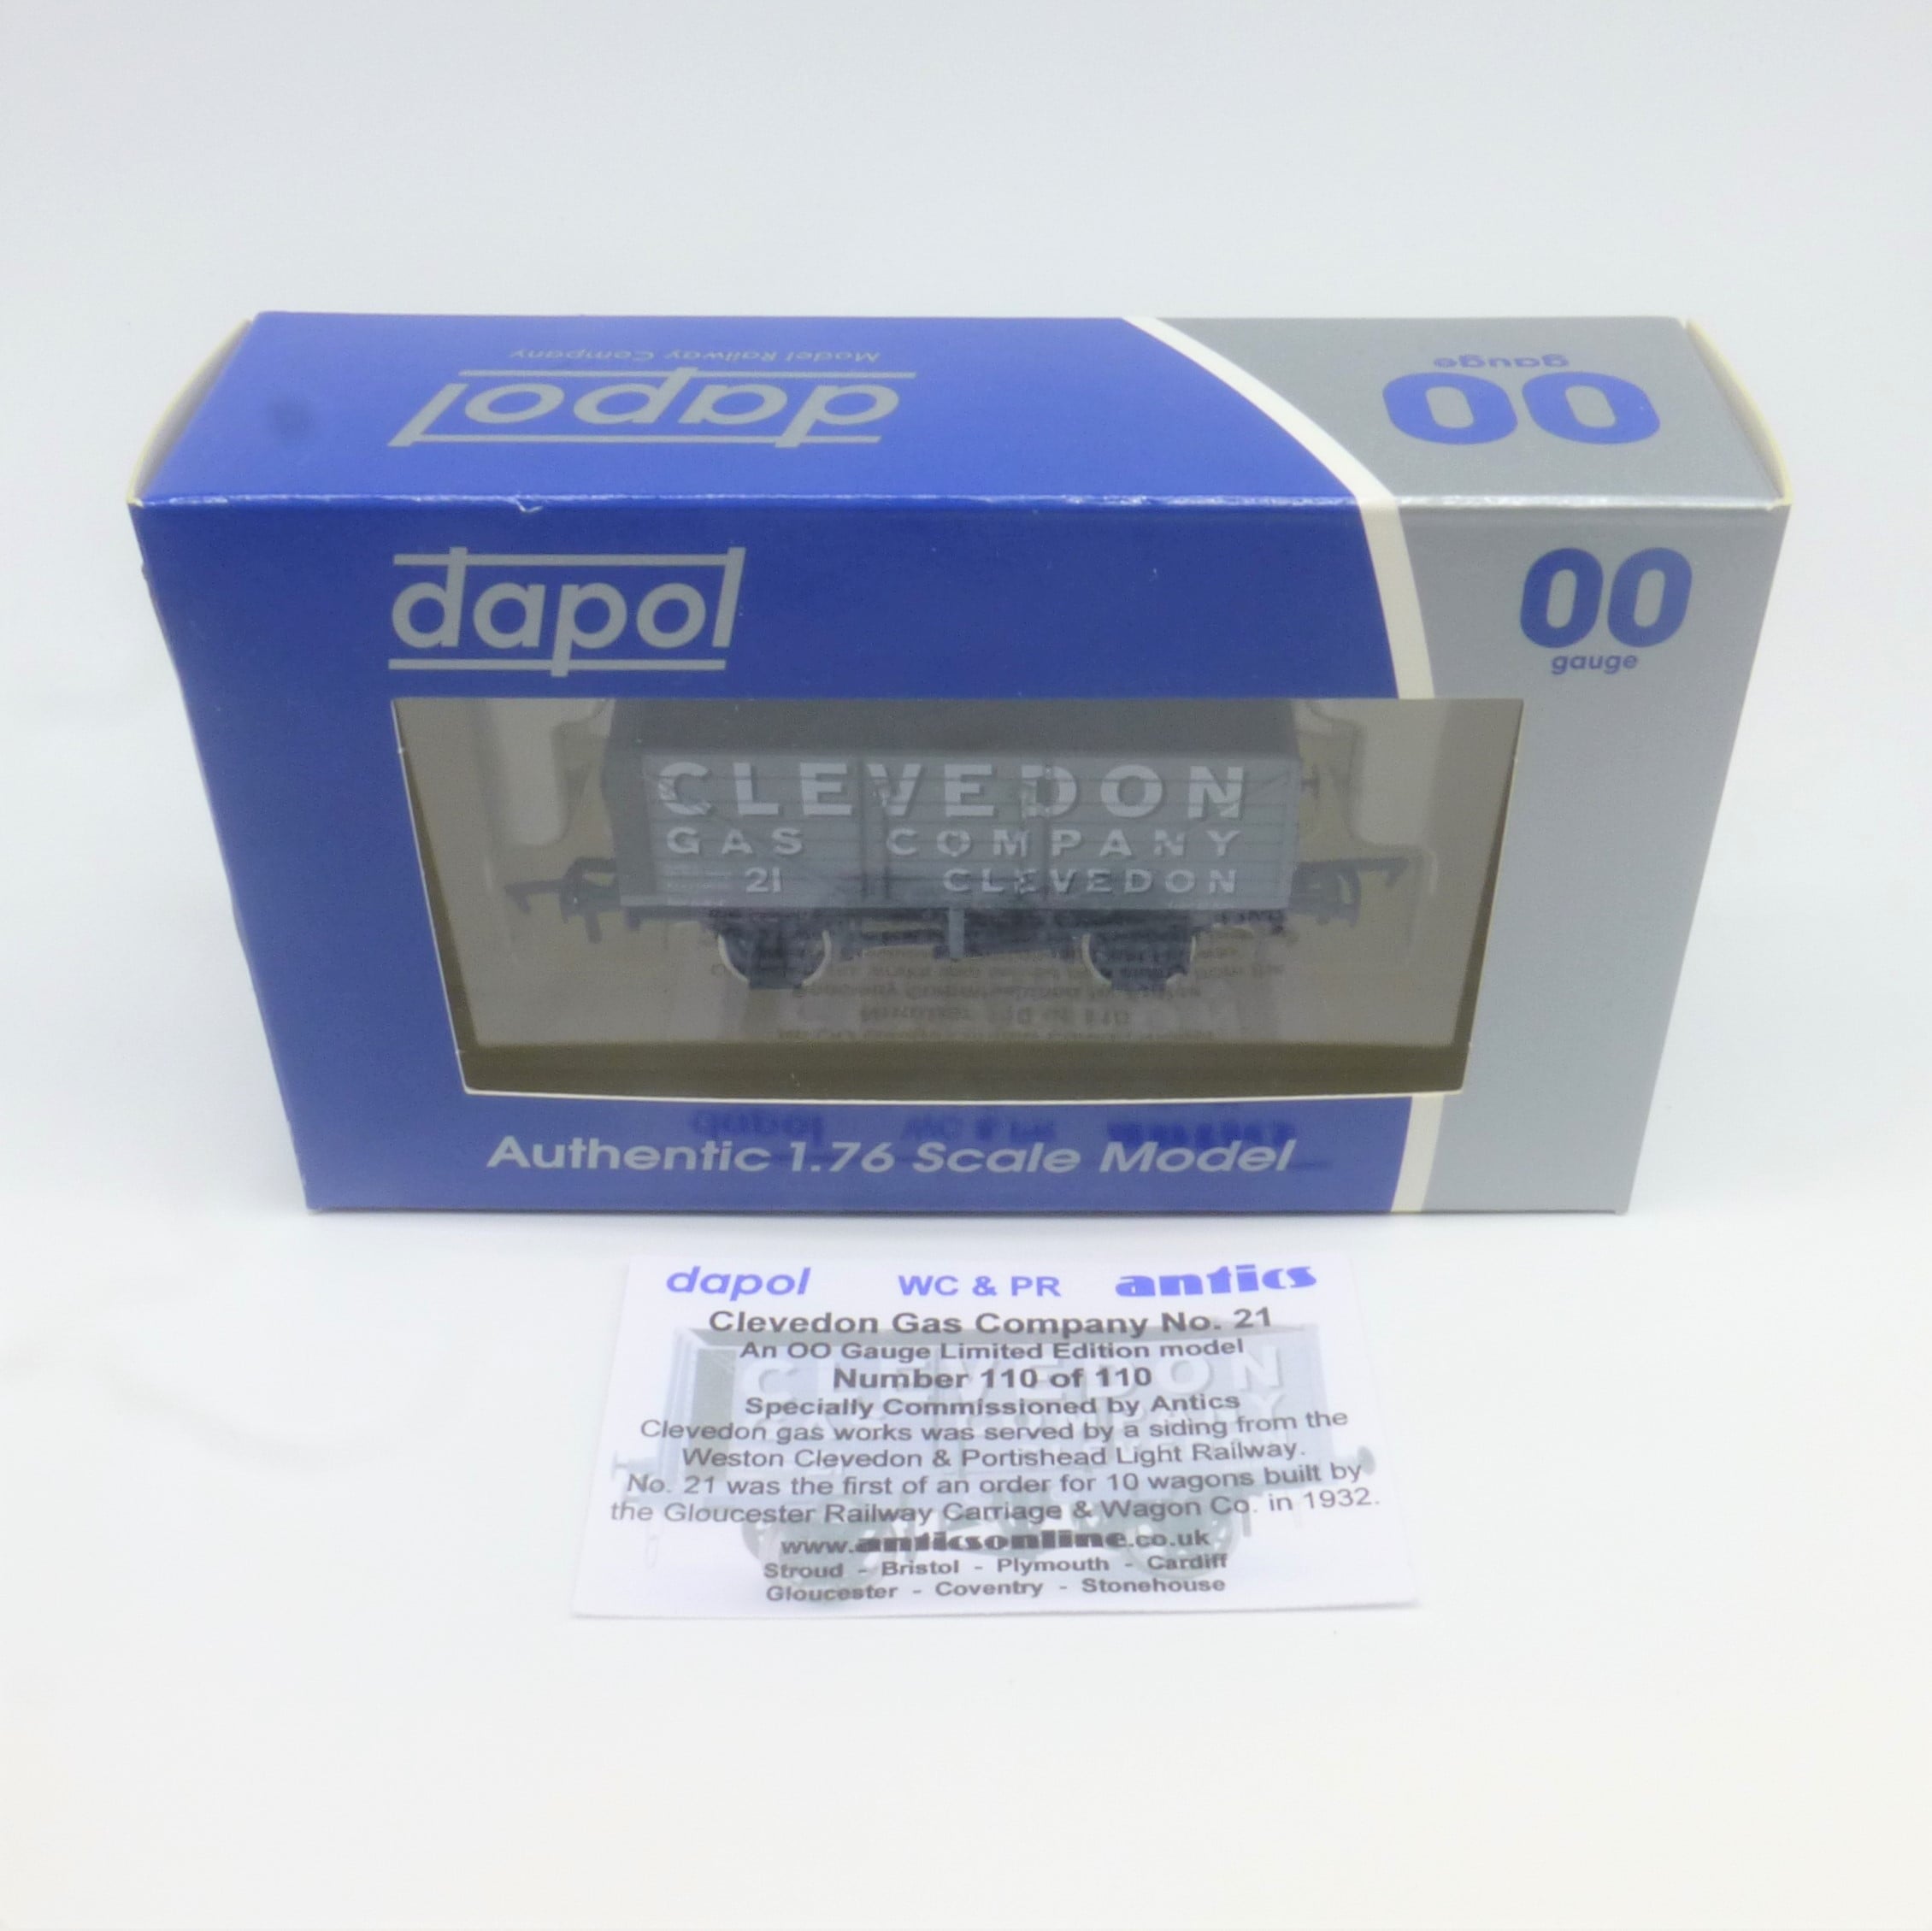 Model Railway Company
dapol
OO
gauge
dapol
OO
gauge
CLEVEDON
GAS COMPANY
21 CLEVEDON
Authentic 1.76 Scale Model
dapol WC & PR antics
Clevedon Gas Company No. 21
An OO Gauge Limited Edition model
Number 110 of 110
Specially Commissioned by Antics
Clevedon gas works was served by a siding from the
Weston Clevedon & Portishead Light Railway.
No. 21 was the first of an order for 10 wagons built by
the Gloucester Railway Carriage & Wagon Co. in 1932.
www.anticsonline.co.uk
Stroud - Bristol - Plymouth - Cardiff
Gloucester - Coventry - Stonehouse